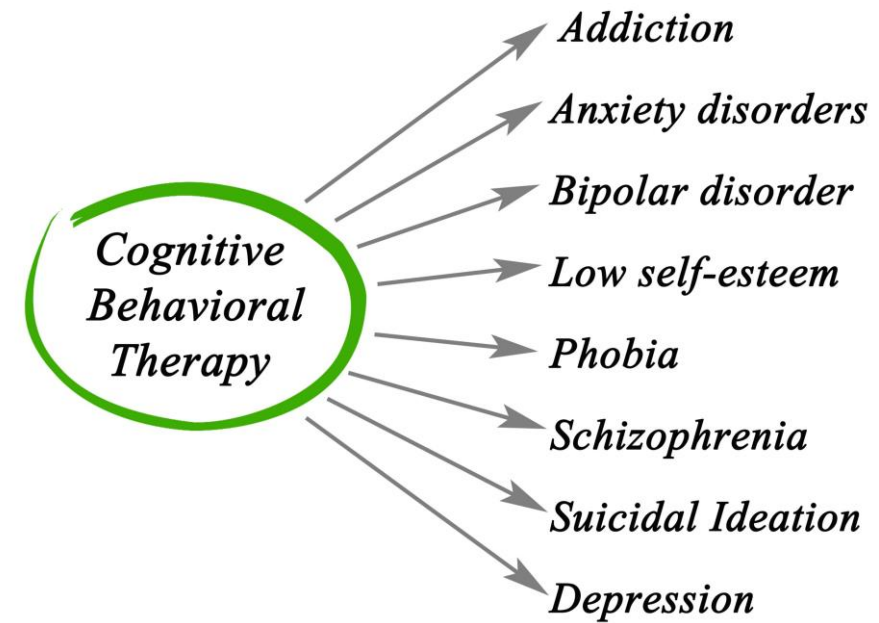 Cognitive
Behavioral
Therapy
Addiction
Anxiety disorders
Bipolar disorder
Low self-esteem
Phobia
Schizophrenia
Suicidal Ideation
Depression